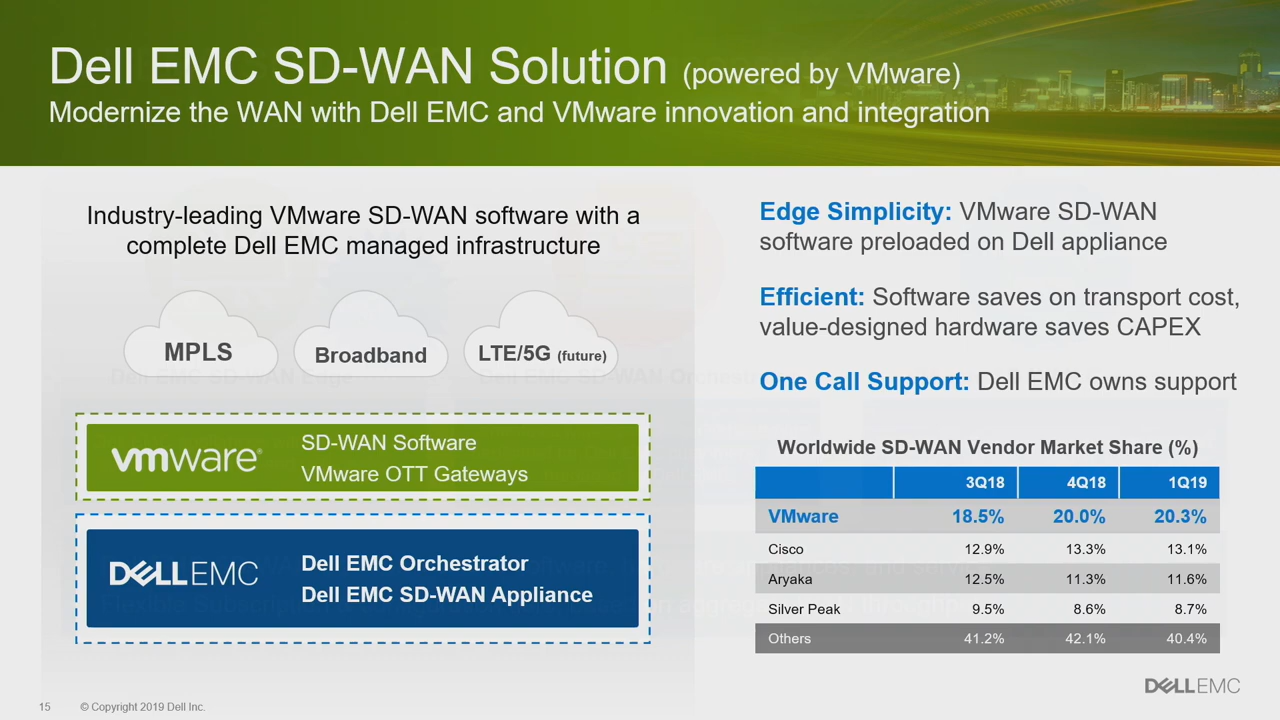 Dell EMC SD-WAN Solution (powered by VMware)
Modernize the WAN with Dell EMC and VMware innovation and integration
Industry-leading VMware SD-WAN software with a
complete Dell EMC managed infrastructure
MPLS
Broadband
LTE/5G (future)
vmware®
SD-WAN Software
VMware OTT Gateways
DELLEMC
Dell EMC Orchestrator
Dell EMC SD-WAN Appliance
Edge Simplicity: VMware SD-WAN
software preloaded on Dell appliance
Efficient: Software saves on transport cost,
value-designed hardware saves CAPEX
One Call Support: Dell EMC owns support
Worldwide SD-WAN Vendor Market Share (%)
3Q18 4Q18 1Q19
VMware 18.5% 20.0% 20.3%
Cisco 12.9% 13.3% 13.1%
Aryaka 12.5% 11.3% 11.6%
Silver Peak 9.5% 8.6% 8.7%
Others 41.2% 42.1% 40.4%
DELLEMC
15 © Copyright 2019 Dell Inc.